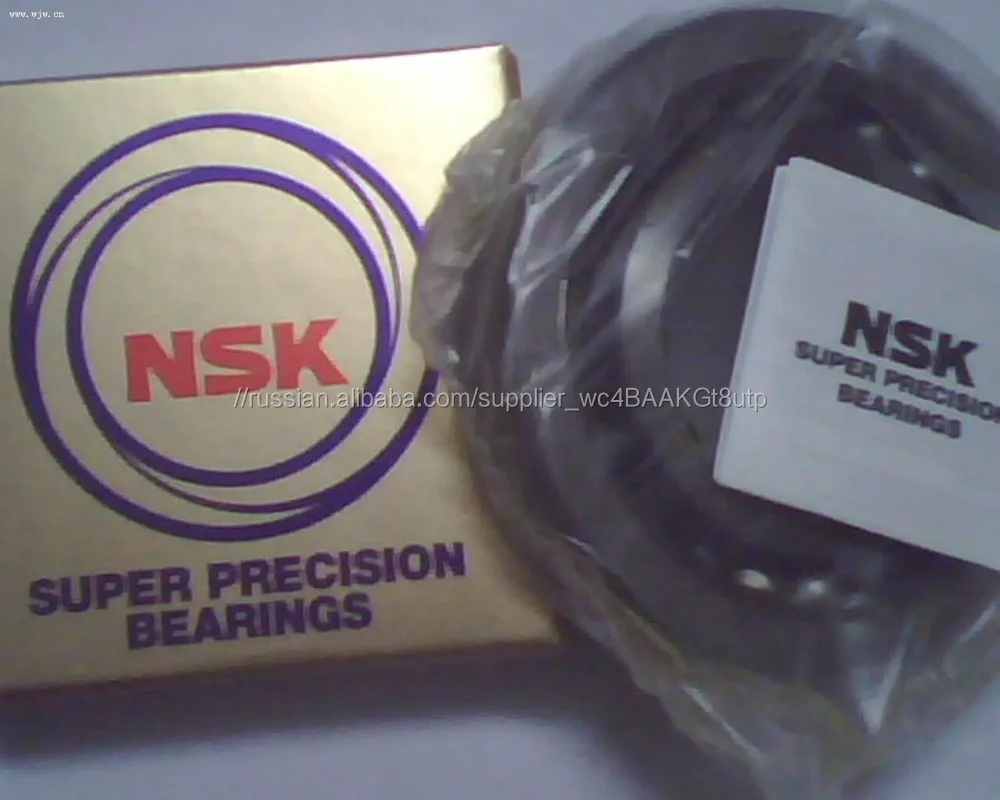 www.wjw.cn
NSK
SUPER PRECISION
BEARINGS
//russian.alibaba.com/supplier_wc4BAAKGt8utp
NSK
SUPER PRECISION
BEARINGS